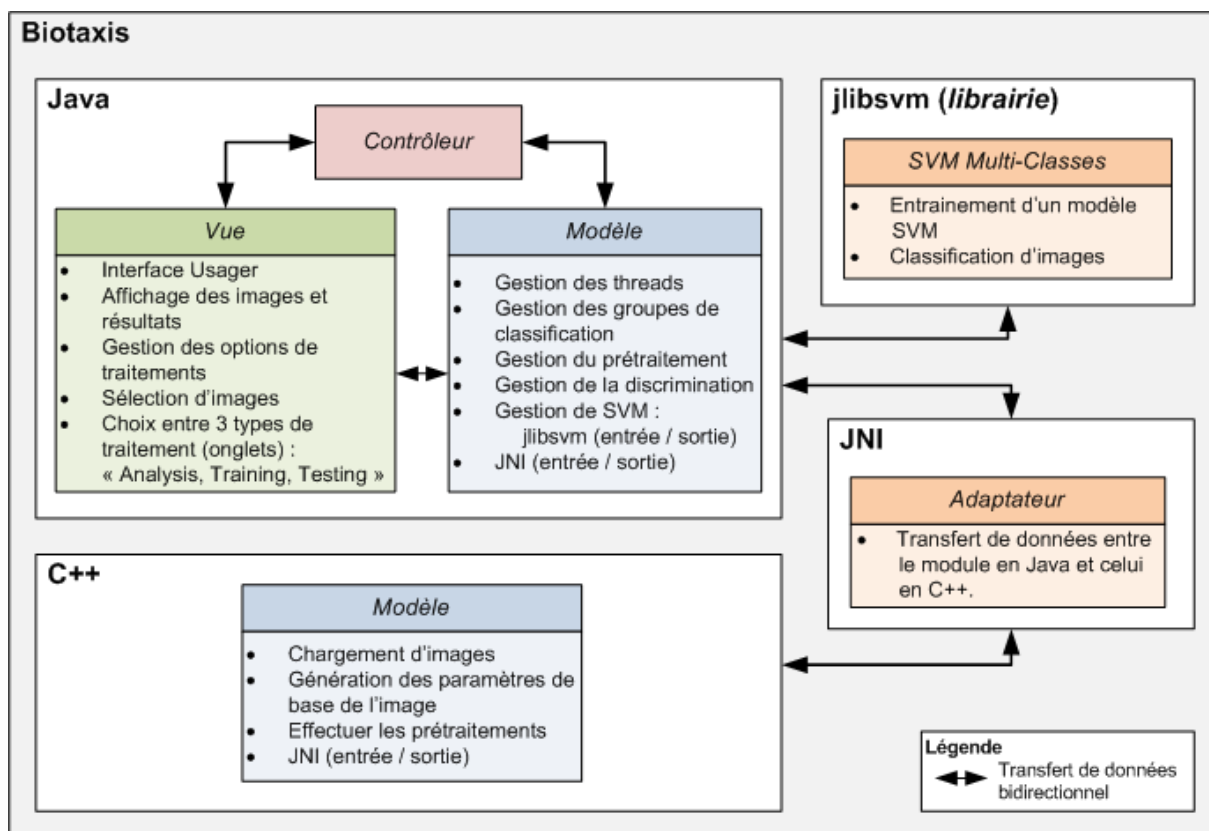 Biotaxis
Java
Contrôleur
Vue
• Interface Usager
• Affichage des images et
résultats
• Gestion des options de
traitements
• Sélection d'images
• Choix entre 3 types de
traitement (onglets) :
« Analysis, Training, Testing »
Modèle
• Gestion des threads
• Gestion des groupes de
classification
• Gestion du prétraitement
• Gestion de la discrimination
• Gestion de SVM :
jlibsvm (entrée / sortie)
• JNI (entrée / sortie)
jlibsvm (librairie)
SVM Multi-Classes
• Entrainement d'un modèle
SVM
• Classification d'images
JNI
Adaptateur
• Transfert de données entre
le module en Java et celui
en C++.
C++
Modèle
• Chargement d'images
• Génération des paramètres de
base de l'image
• Effectuer les prétraitements
• JNI (entrée / sortie)
Légende
Transfert de données
bidirectionnel